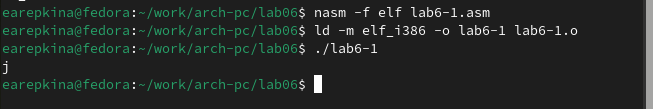 earepkina@fedora:~/work/arch-pc/lab06$ nasm -f elf lab6-1.asm
earepkina@fedora:~/work/arch-pc/lab06$ ld -m elf_i386 -o lab6-1 lab6-1.o
earepkina@fedora:~/work/arch-pc/lab06$ ./lab6-1
j
earepkina@fedora:~/work/arch-pc/lab06$